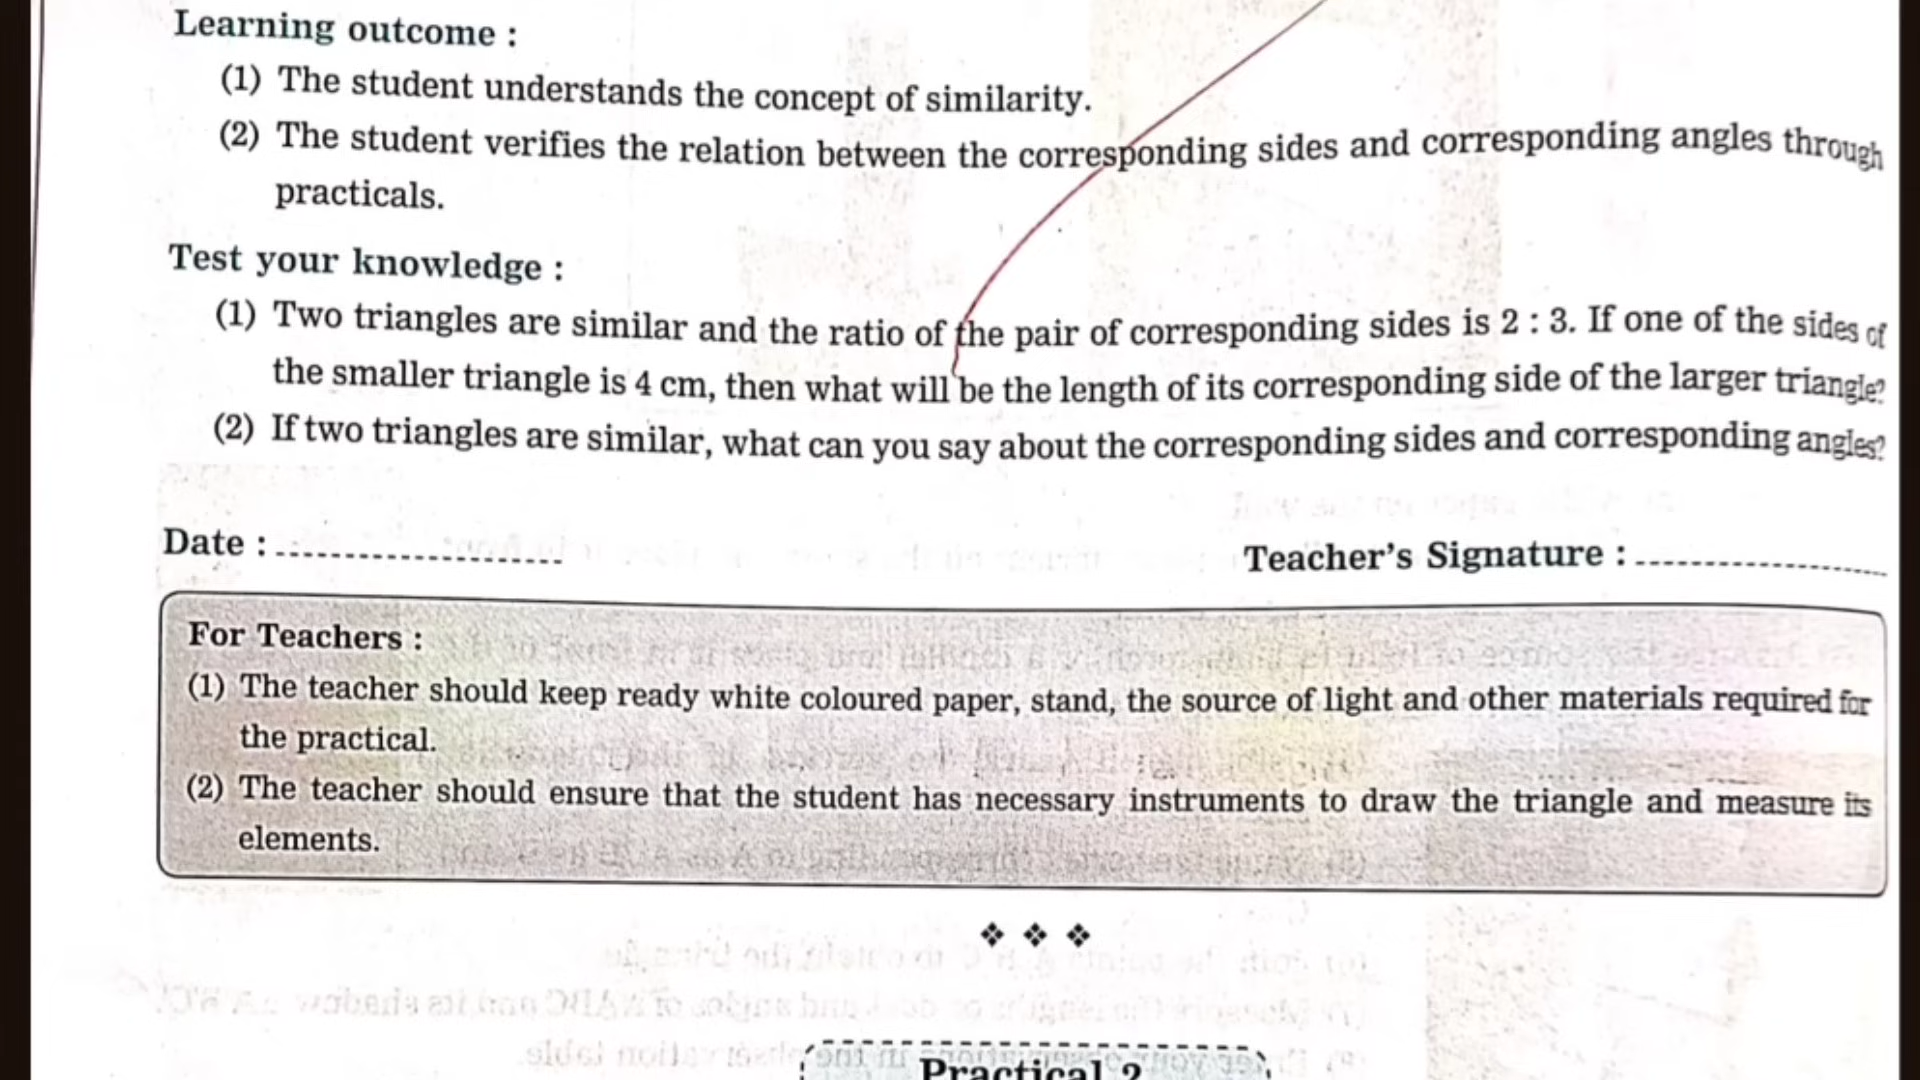 Learning outcome :
(1) The student understands the concept of similarity.
(2) The student verifies the relation between the corresponding sides and corresponding angles through
practicals.
Test your knowledge :
(1) Two triangles are similar and the ratio of the pair of corresponding sides is 2 : 3. If one of the sides of
the smaller triangle is 4 cm, then what will be the length of its corresponding side of the larger triangle?
(2) If two triangles are similar, what can you say about the corresponding sides and corresponding angles?
Date : ......................
Teacher's Signature : ......................
For Teachers :
(1) The teacher should keep ready white coloured paper, stand, the source of light and other materials required for
the practical.
(2) The teacher should ensure that the student has necessary instruments to draw the triangle and measure its
elements.
Practical 2